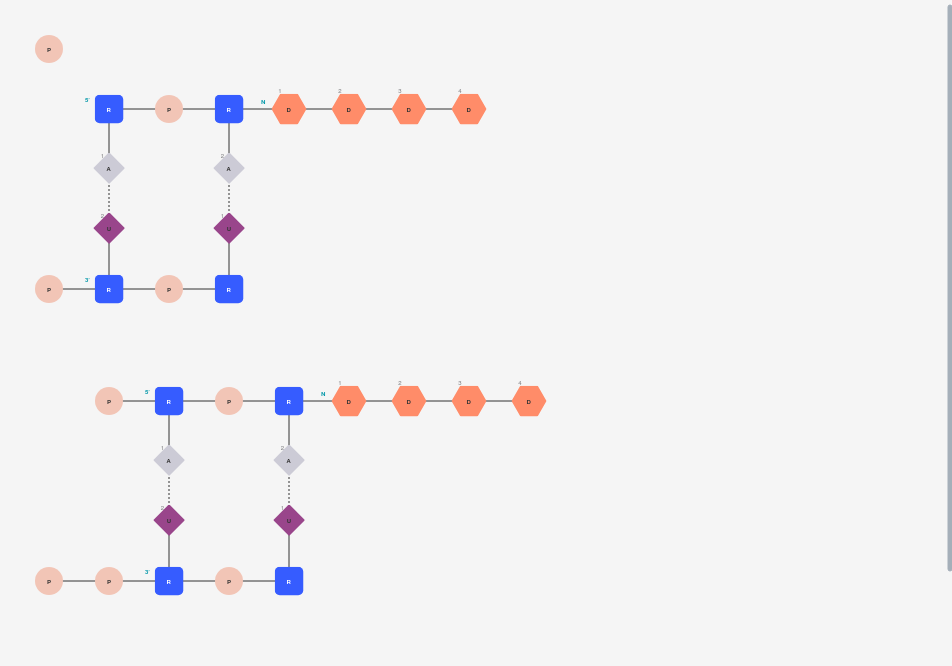 P
5' R P R N 1 D 2 D 3 D 4 D
1 A 2 A
2 U 1 U
P 3' R P R
P 5' R P R N 1 D 2 D 3 D 4 D
1 A 2 A
2 U 1 U
P P 3' R P R